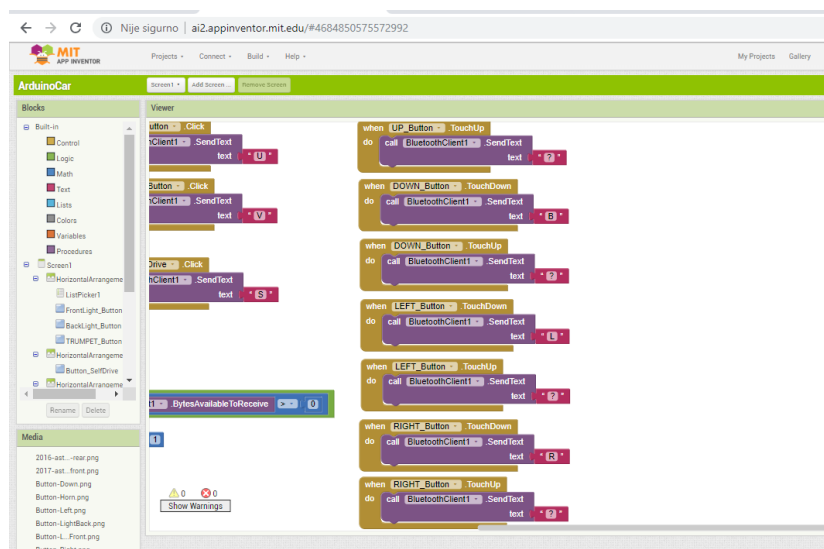 Nije sigurno | ai2.appinventor.mit.edu/#4684850575572992
MIT
APP INVENTOR
Projects
Connect
Build
Help
My Projects
Gallery
ArduinoCar
Screen1
Add Screen ...
Remove Screen
Blocks
Built-in
Control
Logic
Math
Text
Lists
Colors
Variables
Procedures
Screen1
HorizontalArrangeme
ListPicker1
FrontLight_Button
BackLight_Button
TRUMPET_Button
HorizontalArrangeme
Button_SelfDrive
HorizontalArrangeme
Rename Delete
Media
2016-ast...-rear.png
2017-ast...front.png
Button-Down.png
Button-Horn.png
Button-Left.png
Button-LightBack.png
Button-L...Front.png
Viewer
utton .Click
hClient1 .SendText
text " U "
Button .Click
hClient1 .SendText
text " V "
Drive .Click
hClient1 .SendText
text " S "
t1 .BytesAvailableToReceive > 0
1
0 0
Show Warnings
when UP_Button .TouchUp
do call BluetoothClient1 .SendText
text " ? "
when DOWN_Button .TouchDown
do call BluetoothClient1 .SendText
text " B "
when DOWN_Button .TouchUp
do call BluetoothClient1 .SendText
text " ? "
when LEFT_Button .TouchDown
do call BluetoothClient1 .SendText
text " L "
when LEFT_Button .TouchUp
do call BluetoothClient1 .SendText
text " ? "
when RIGHT_Button .TouchDown
do call BluetoothClient1 .SendText
text " R "
when RIGHT_Button .TouchUp
do call BluetoothClient1 .SendText
text " ? "